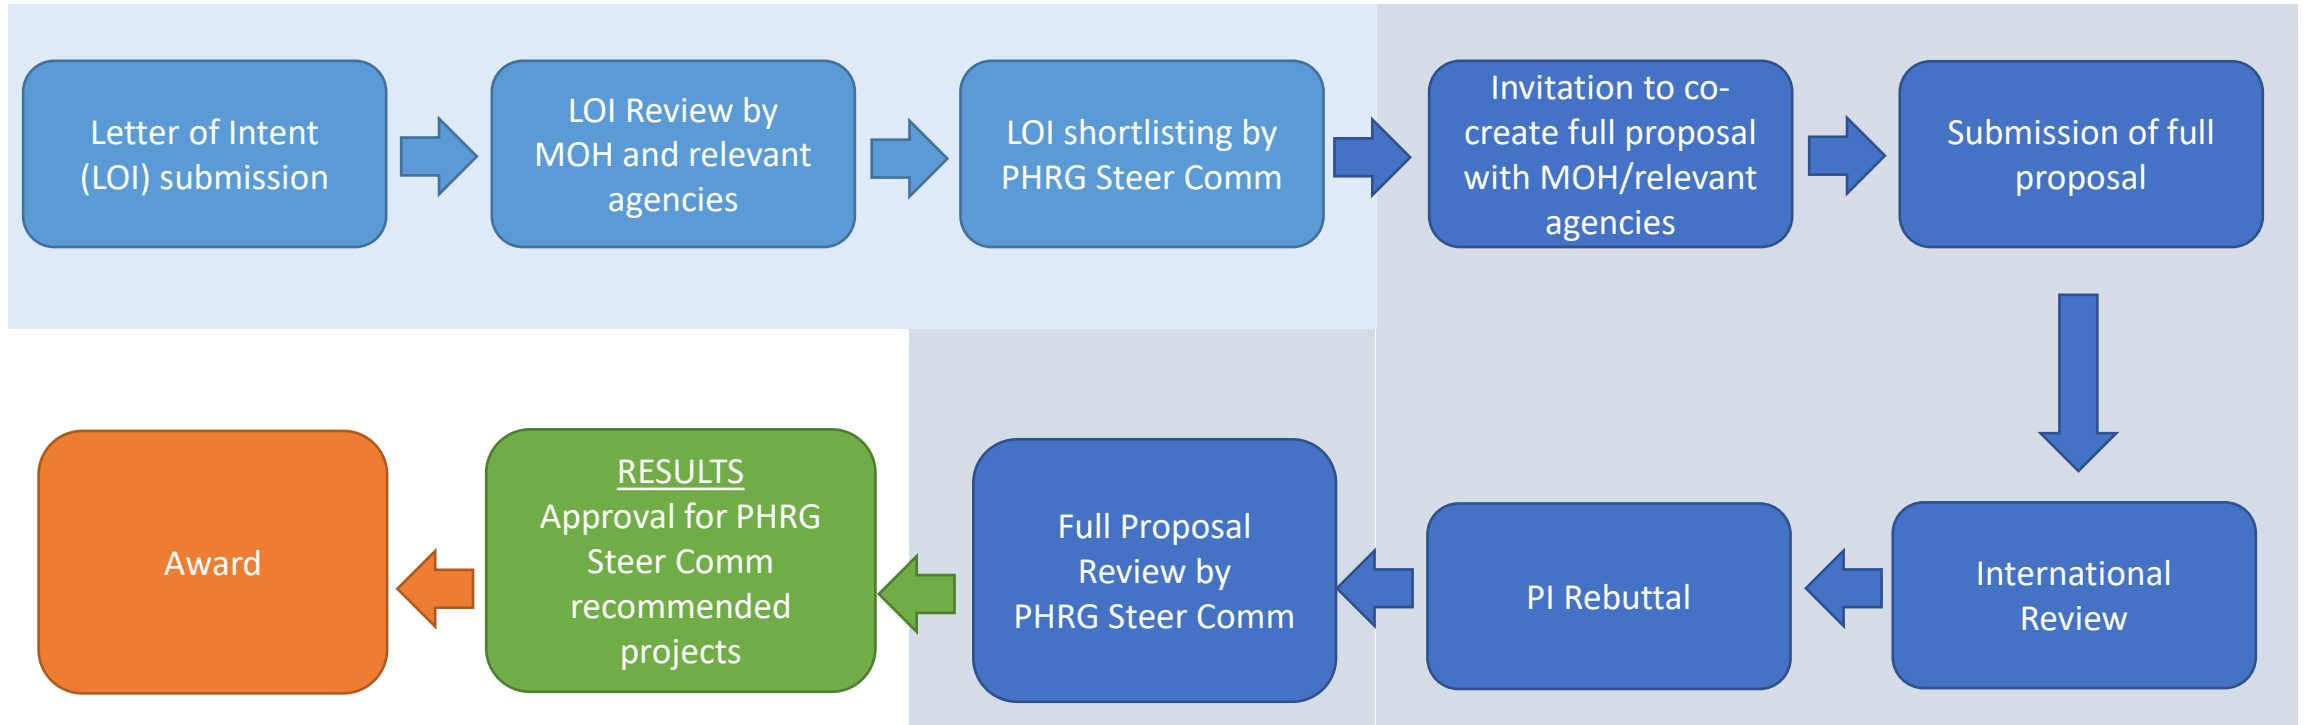 Letter of Intent
(LOI) submission
LOI Review by
MOH and relevant
agencies
LOI shortlisting by
PHRG Steer Comm
Invitation to co-
create full proposal
with MOH/relevant
agencies
Submission of full
proposal
International
Review
PI Rebuttal
Full Proposal
Review by
PHRG Steer Comm
RESULTS
Approval for PHRG
Steer Comm
recommended
projects
Award